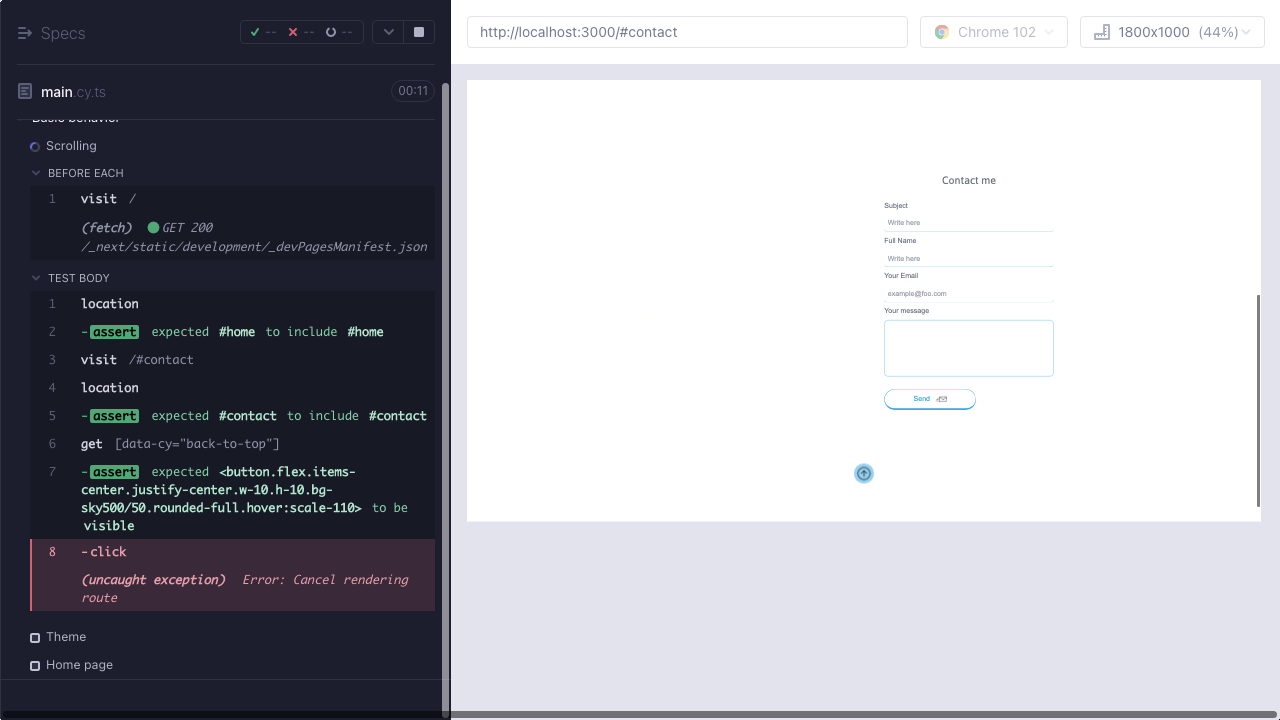 Specs
-- -- --
main.cy.ts
00:11
Basic behavior
Scrolling
BEFORE EACH
1 visit /
(fetch) GET 200
/_next/static/development/_devPagesManifest.json
TEST BODY
1 location
2 -assert expected #home to include #home
3 visit /#contact
4 location
5 -assert expected #contact to include #contact
6 get [data-cy="back-to-top"]
7 -assert expected <button.flex.items-
center.justify-center.w-10.h-10.bg-
sky500/50.rounded-full.hover:scale-110> to be
visible
8 -click
(uncaught exception) Error: Cancel rendering
route
Theme
Home page
http://localhost:3000/#contact
Chrome 102
1800x1000 (44%)
Contact me
Subject
Write here
Full Name
Write here
Your Email
example@foo.com
Your message
Send